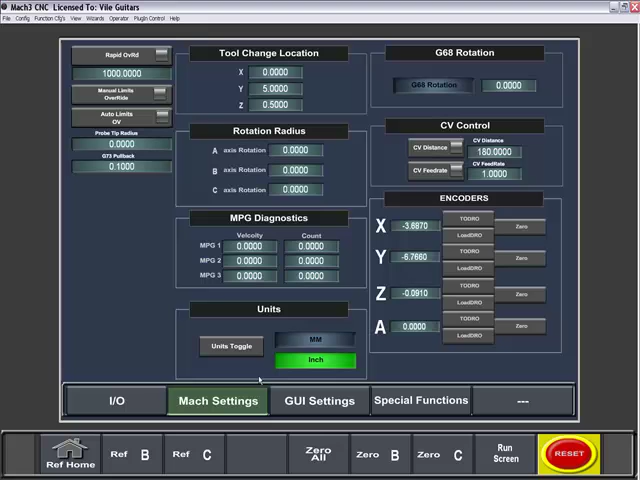 Mach3 CNC Licensed To: Vile Guitars
File Config Function Cfg's View Wizards Operator PlugIn Control Help
Rapid OvRd
1000.0000
Manual Limits
OverRide
Auto Limits
OV
Probe Tip Radius
0.0000
G73 Pullback
0.1000
Tool Change Location
X 0.0000
Y 5.0000
Z 0.5000
Rotation Radius
A axis Rotation 0.0000
B axis Rotation 0.0000
C axis Rotation 0.0000
MPG Diagnostics
Velcoity Count
MPG 1 0.0000 0.0000
MPG 2 0.0000 0.0000
MPG 3 0.0000 0.0000
Units
Units Toggle
MM
Inch
G68 Rotation
G68 Rotation 0.0000
CV Control
CV Distance
CV Distance
180.0000
CV Feedrate
CV FeedRate
1.0000
ENCODERS
X -3.6870 TODRO Zero
LoadDRO
Y -6.7660 TODRO Zero
LoadDRO
Z -0.0910 TODRO Zero
LoadDRO
A 0.0000 TODRO Zero
LoadDRO
I/O Mach Settings GUI Settings Special Functions ---
Ref Home
Ref B
Ref C
Zero
All
Zero B
Zero C
Run
Screen
RESET